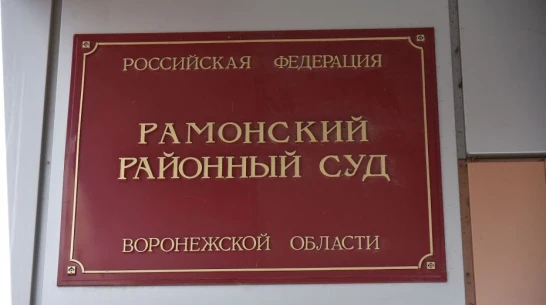 РОССИЙСКАЯ ФЕДЕРАЦИЯ
РАМОНСКИЙ
РАЙОННЫЙ СУД
ВОРОНЕЖСКОЙ ОБЛАСТИ